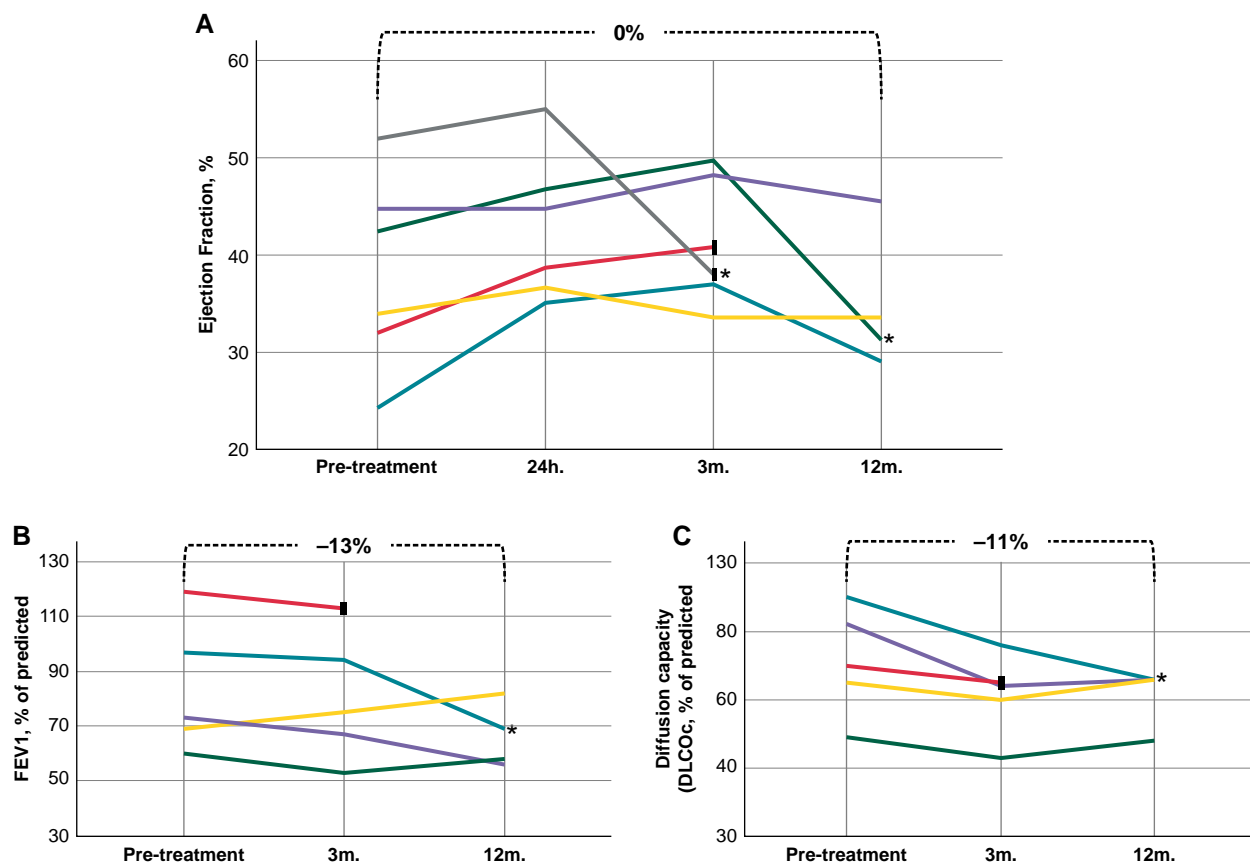 A
0%
60
50
40
30
20
Ejection Fraction, %
*
*
Pre-treatment 24h. 3m. 12m.
B
–13%
130
110
90
70
50
30
FEV1, % of predicted
*
Pre-treatment 3m. 12m.
C
–11%
130
80
60
40
30
Diffusion capacity
(DLCOc, % of predicted
*
Pre-treatment 3m. 12m.